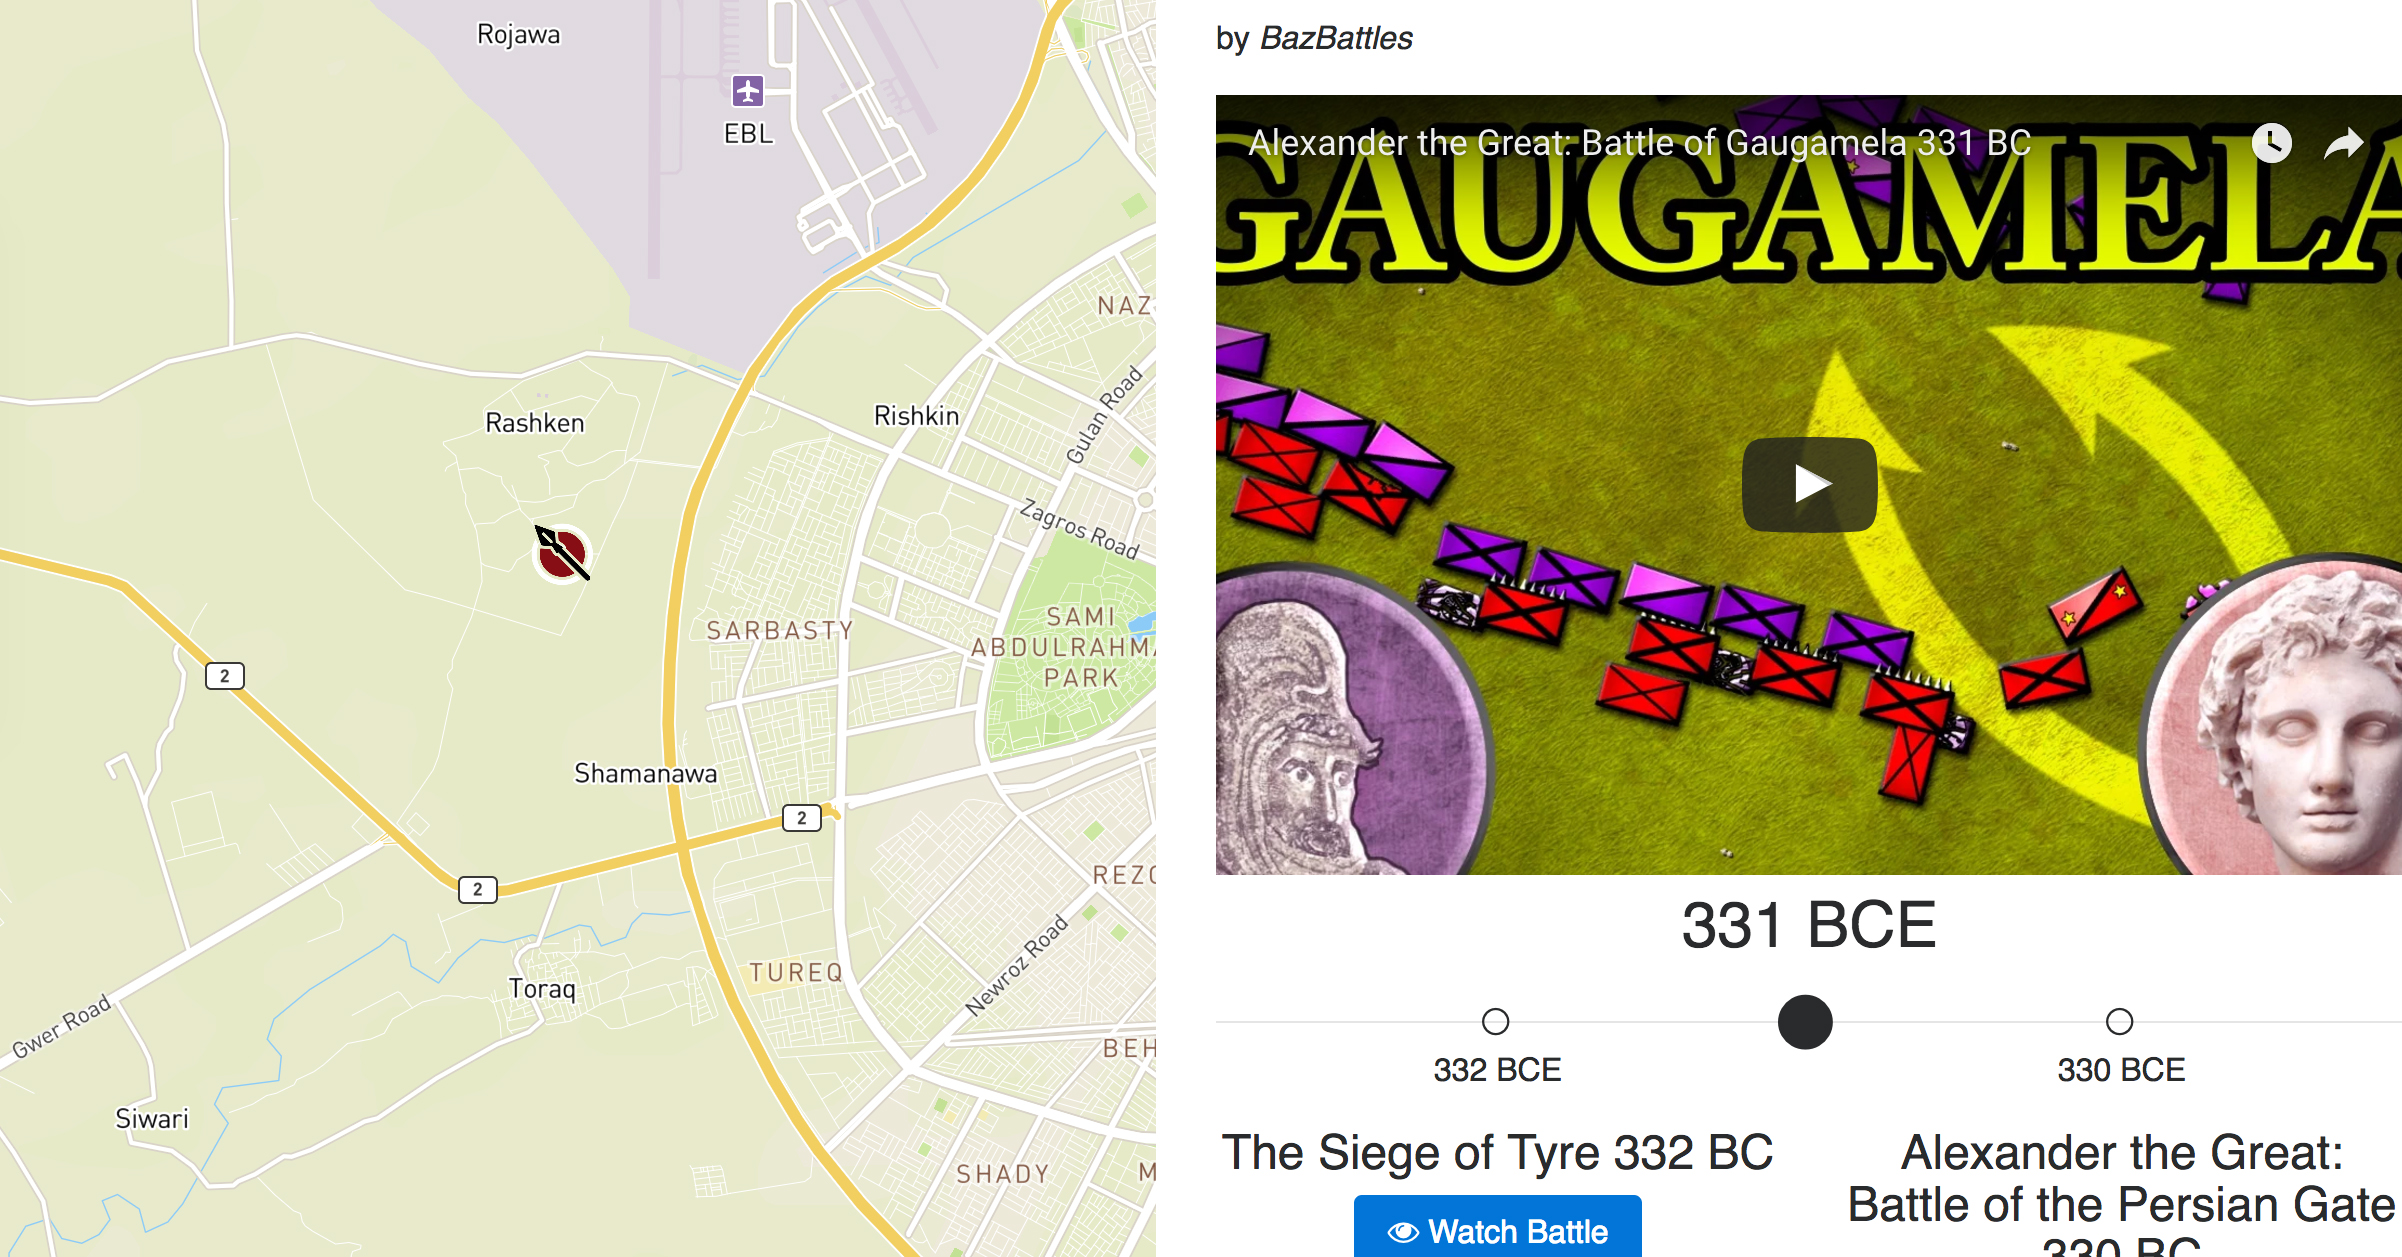 Rojawa
EBL
NAZ
Rashken
Rishkin
Gulan Road
Zagros Road
SARBASTY
SAMI
ABDULRAHMA
PARK
2
Shamanawa
2
2
REZO
TUREQ
Newroz Road
Toraq
Gwer Road
BEH
Siwari
SHADY
M
by BazBattles
Alexander the Great: Battle of Gaugamela 331 BC
GAUGAMELA
331 BCE
332 BCE
330 BCE
The Siege of Tyre 332 BC
Watch Battle
Alexander the Great:
Battle of the Persian Gate
330 BC